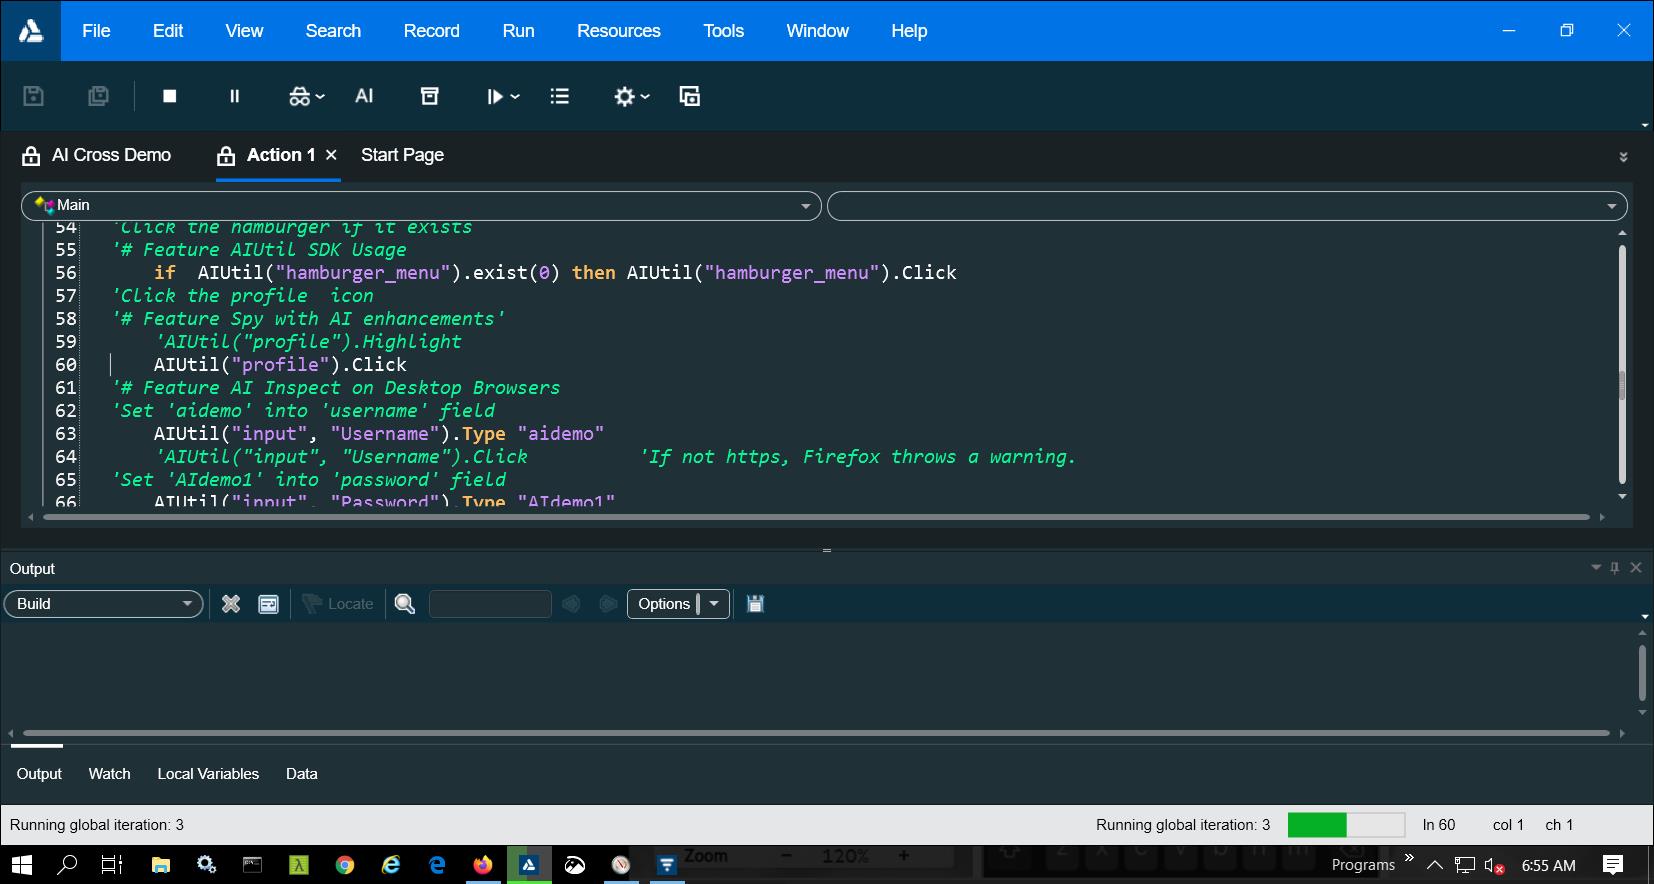 File Edit View Search Record Run Resources Tools Window Help
AI
AI Cross Demo Action 1 Start Page
Main
54 'Click the hamburger if it exists
55 '# Feature AIUtil SDK Usage
56 if AIUtil("hamburger_menu").exist(0) then AIUtil("hamburger_menu").Click
57 'Click the profile icon
58 '# Feature Spy with AI enhancements'
59 'AIUtil("profile").Highlight
60 AIUtil("profile").Click
61 '# Feature AI Inspect on Desktop Browsers
62 'Set 'aidemo' into 'username' field
63 AIUtil("input", "Username").Type "aidemo"
64 'AIUtil("input", "Username").Click 'If not https, Firefox throws a warning.
65 'Set 'AIdemo1' into 'password' field
66 AIUtil("input", "Password").Type "AIdemo1"
Output
Build Locate Options
Output Watch Local Variables Data
Running global iteration: 3 Running global iteration: 3 ln 60 col 1 ch 1
Zoom − 120% + z x c v b n m Programs 6:55 AM